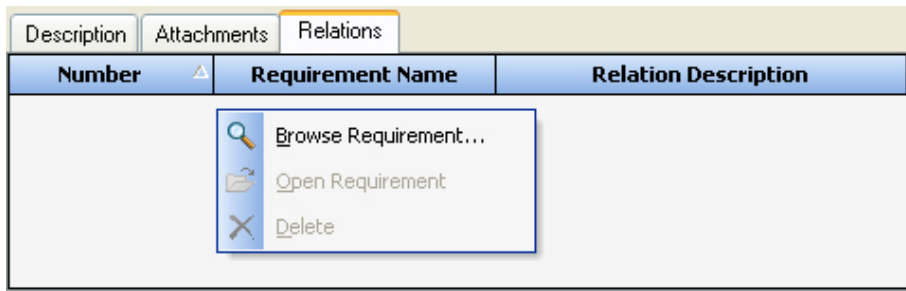 Description Attachments Relations
Number Requirement Name Relation Description
Browse Requirement...
Open Requirement
Delete